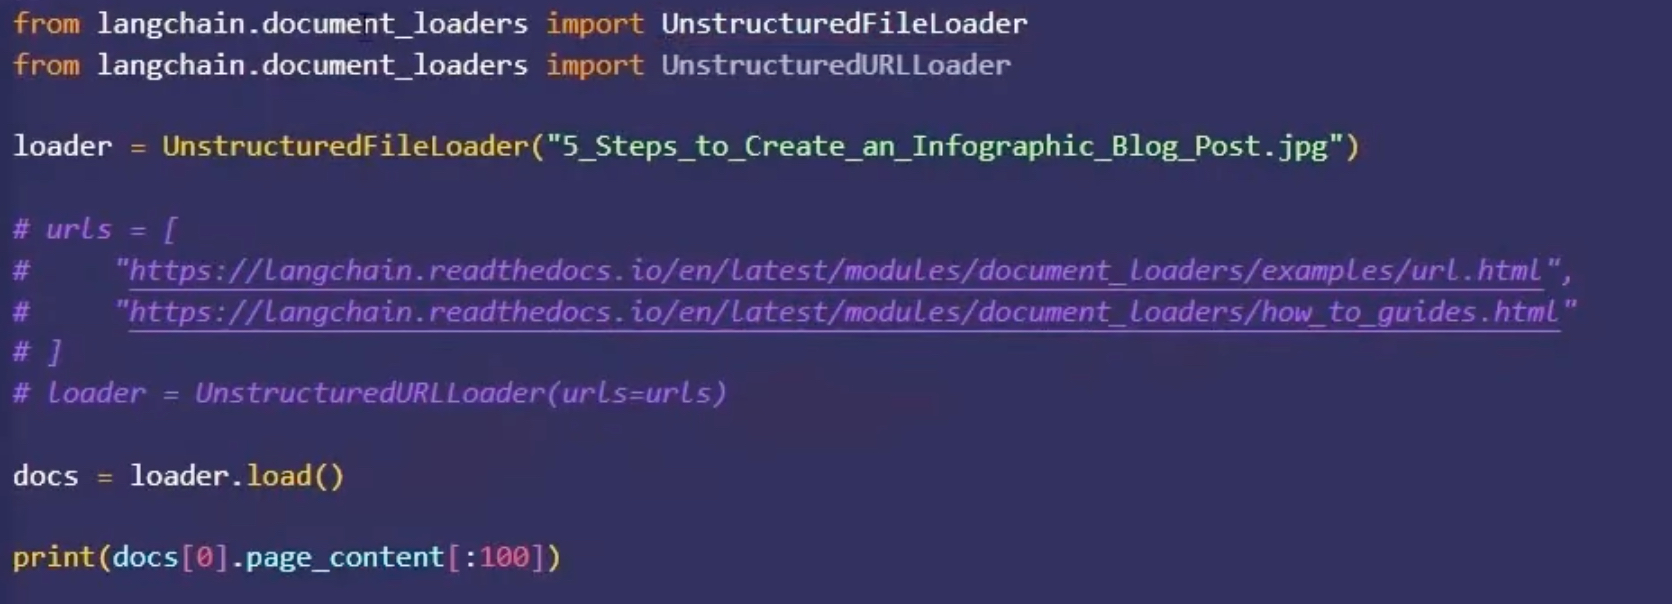 from langchain.document_loaders import UnstructuredFileLoader
from langchain.document_loaders import UnstructuredURLLoader
loader = UnstructuredFileLoader("5_Steps_to_Create_an_Infographic_Blog_Post.jpg")
# urls = [
#     "https://langchain.readthedocs.io/en/latest/modules/document_loaders/examples/url.html",
#     "https://langchain.readthedocs.io/en/latest/modules/document_loaders/how_to_guides.html"
# ]
# loader = UnstructuredURLLoader(urls=urls)
docs = loader.load()
print(docs[0].page_content[:100])